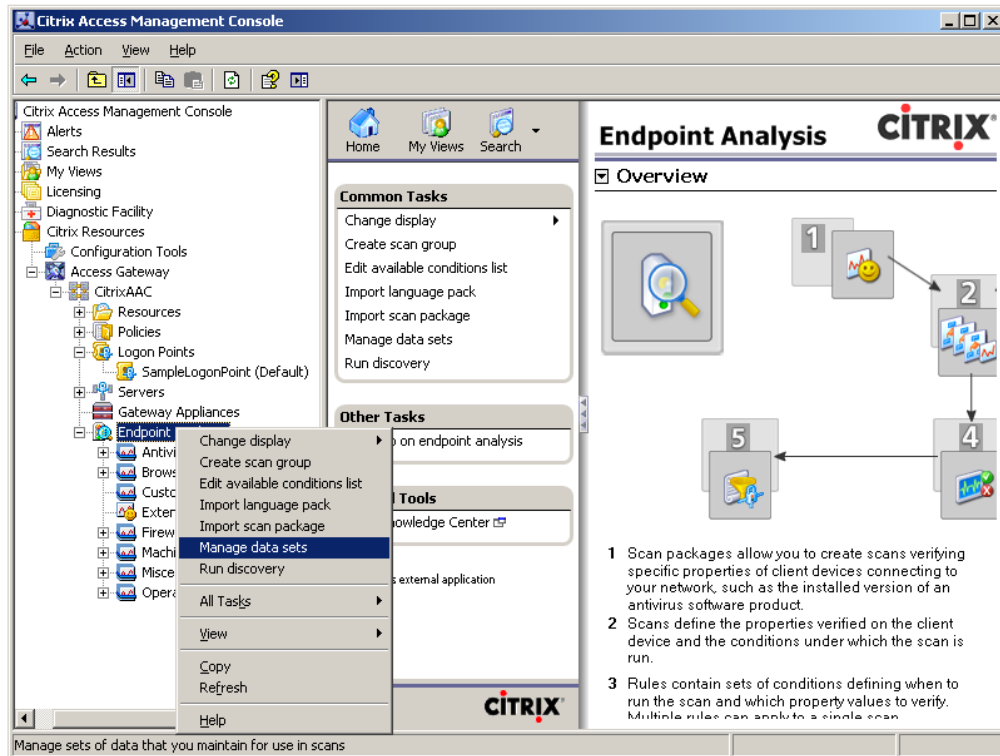 Citrix Access Management Console
File Action View Help
Citrix Access Management Console
Alerts
Search Results
My Views
Licensing
Diagnostic Facility
Citrix Resources
Configuration Tools
Access Gateway
CitrixAAC
Resources
Policies
Logon Points
SampleLogonPoint (Default)
Servers
Gateway Appliances
Endpoint
Antivi
Brows
Custo
Exter
Firew
Machi
Misce
Opera
Change display
Create scan group
Edit available conditions list
Import language pack
Import scan package
Manage data sets
Run discovery
All Tasks
View
Copy
Refresh
Help
Home My Views Search
Common Tasks
Change display
Create scan group
Edit available conditions list
Import language pack
Import scan package
Manage data sets
Run discovery
Other Tasks
on endpoint analysis
Tools
owledge Center
s external application
CITRIX
Endpoint Analysis
CITRIX
Overview
1
2
5
4
1 Scan packages allow you to create scans verifying
specific properties of client devices connecting to
your network, such as the installed version of an
antivirus software product.
2 Scans define the properties verified on the client
device and the conditions under which the scan is
run.
3 Rules contain sets of conditions defining when to
run the scan and which property values to verify.
Multiple rules can apply to a single scan
Manage sets of data that you maintain for use in scans